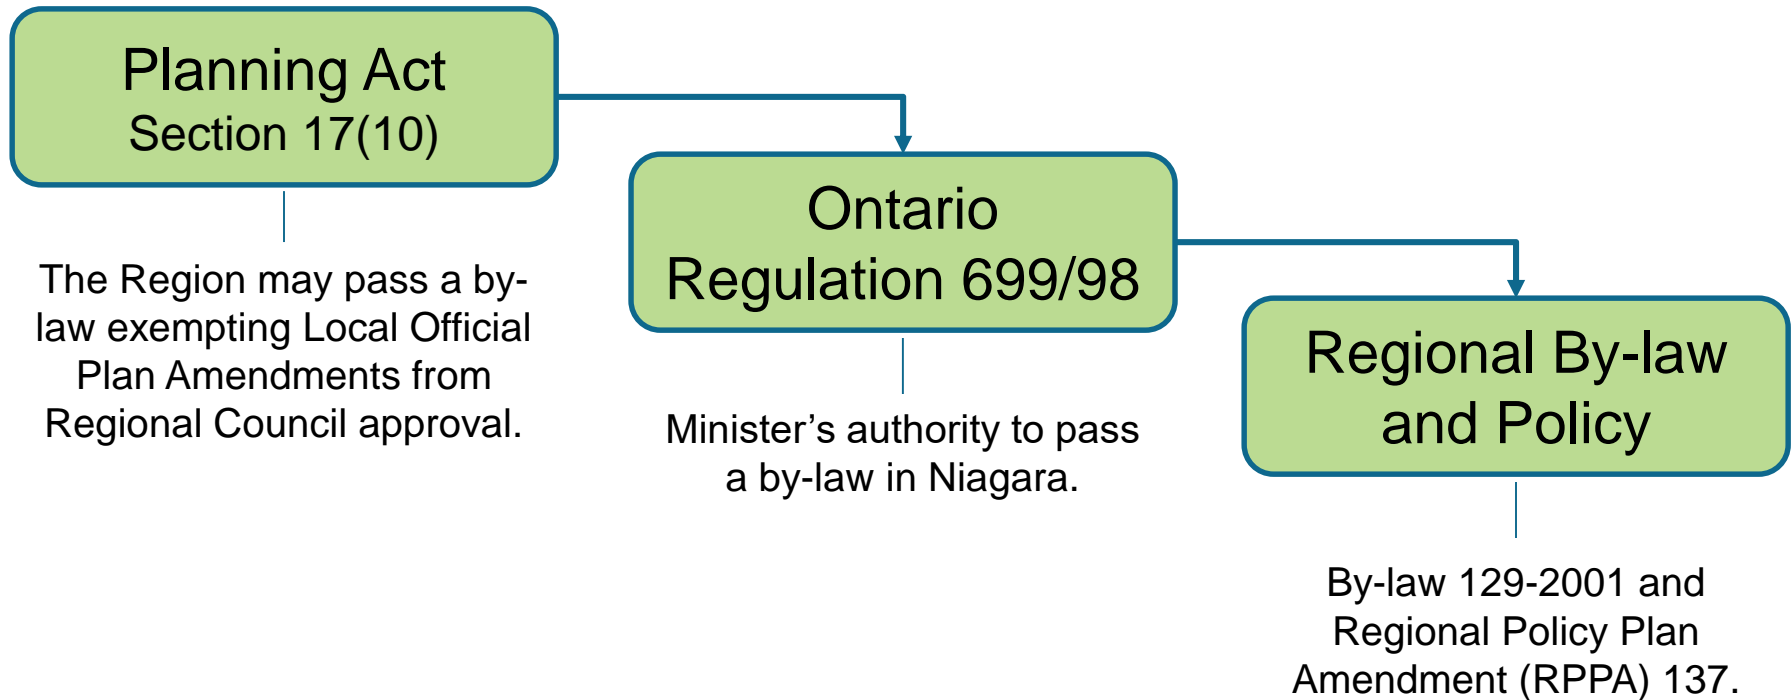 Planning Act
Section 17(10)
The Region may pass a by-
law exempting Local Official
Plan Amendments from
Regional Council approval.
Ontario
Regulation 699/98
Minister’s authority to pass
a by-law in Niagara.
Regional By-law
and Policy
By-law 129-2001 and
Regional Policy Plan
Amendment (RPPA) 137.